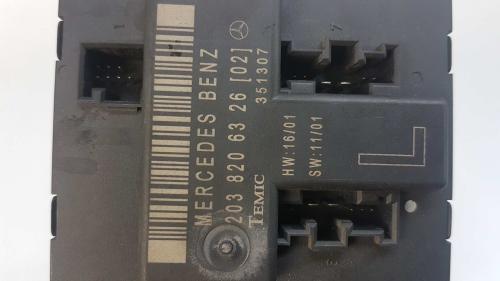 MERCEDES BENZ
203 820 63 26 [02]
TEMIC 351307
HW:16/01
SW:11/01
L